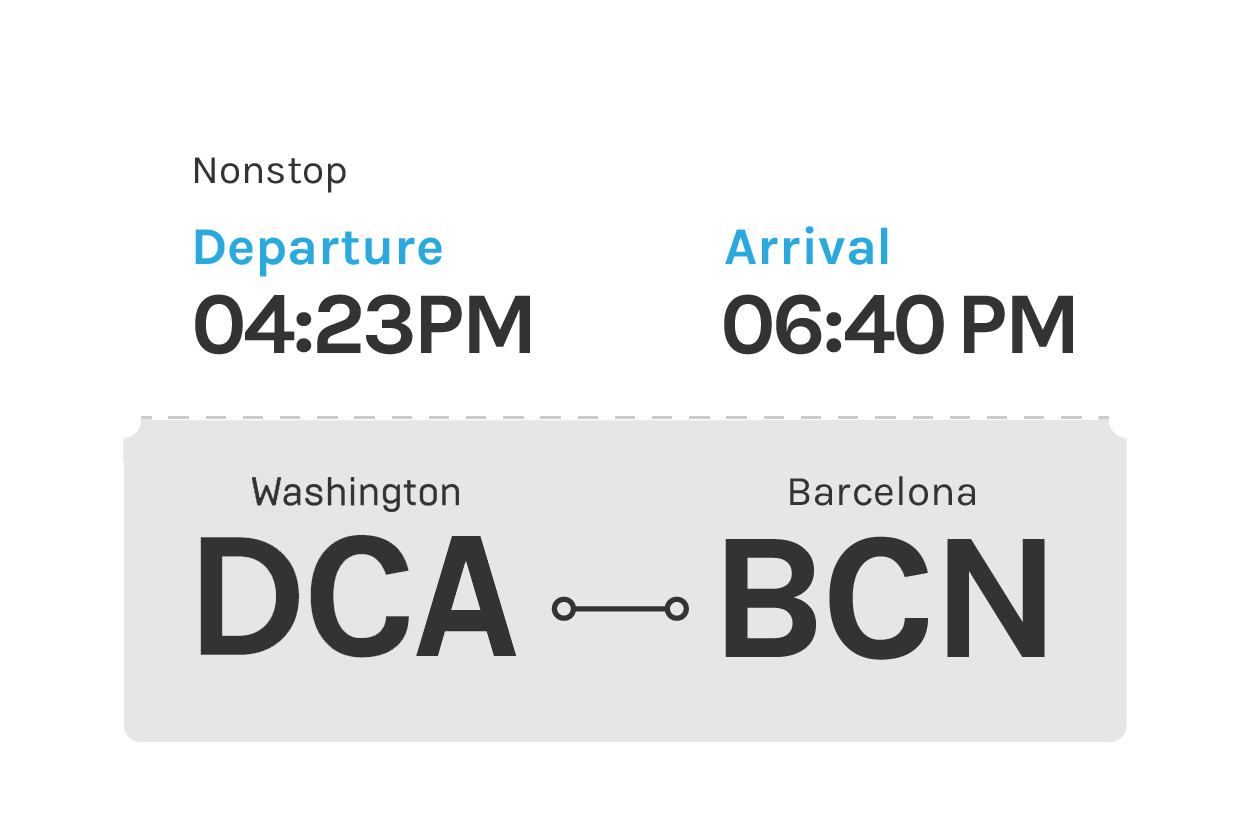 Nonstop
Departure Arrival
04:23PM 06:40 PM
Washington Barcelona
DCA BCN